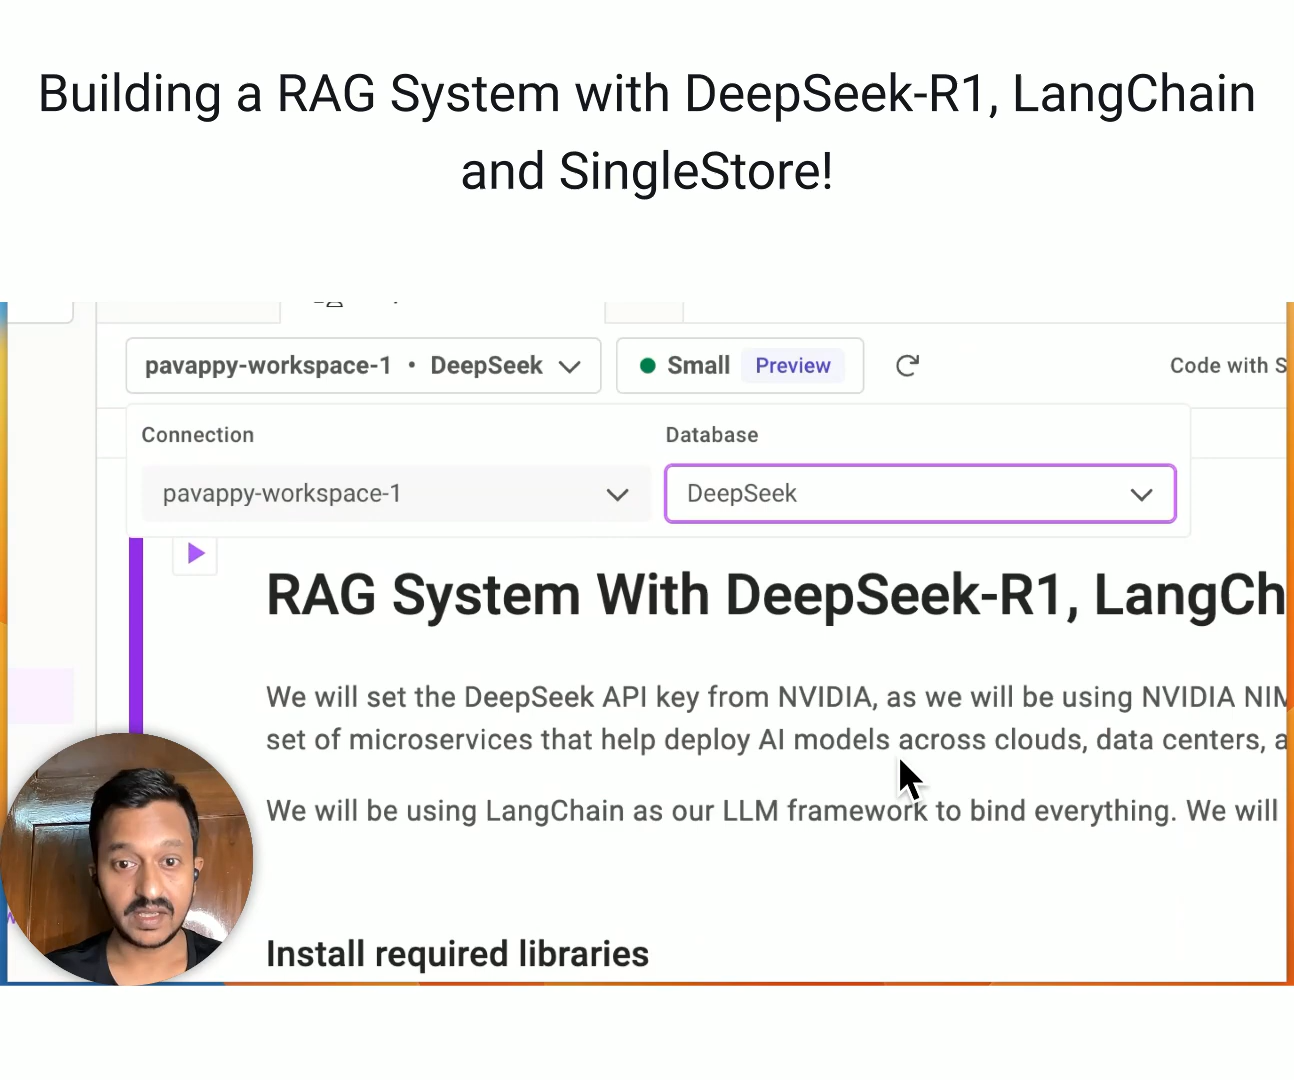 Building a RAG System with DeepSeek-R1, LangChain
and SingleStore!
pavappy-workspace-1 • DeepSeek
Small Preview
Code with S
Connection
Database
pavappy-workspace-1
DeepSeek
RAG System With DeepSeek-R1, LangCh
We will set the DeepSeek API key from NVIDIA, as we will be using NVIDIA NIM
set of microservices that help deploy AI models across clouds, data centers, a
We will be using LangChain as our LLM framework to bind everything. We will
Install required libraries